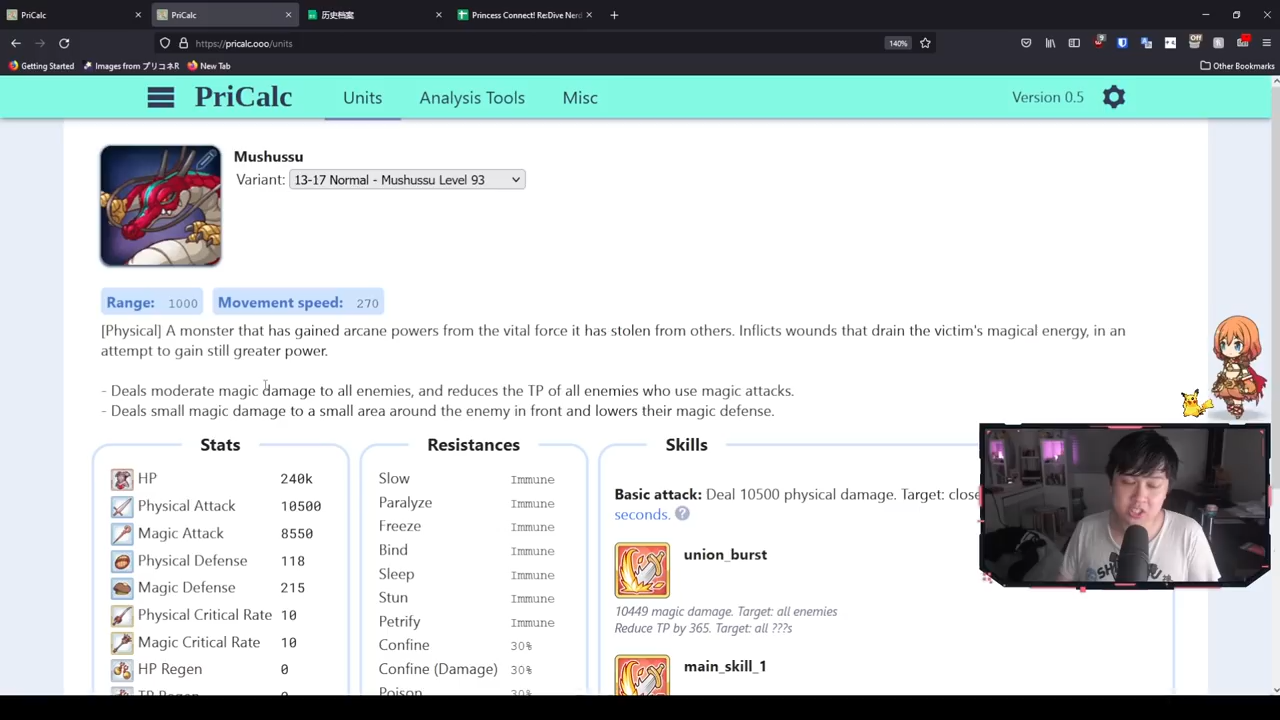 PriCalc
PriCalc
历史档案
Princess Connect! Re:Dive Nerd
https://pricalc.ooo/units
140%
Getting Started
Images from プリコネR
New Tab
Other Bookmarks
PriCalc
Units
Analysis Tools
Misc
Version 0.5
Mushussu
Variant: 13-17 Normal - Mushussu Level 93
Range: 1000
Movement speed: 270
[Physical] A monster that has gained arcane powers from the vital force it has stolen from others. Inflicts wounds that drain the victim's magical energy, in an
attempt to gain still greater power.
- Deals moderate magic damage to all enemies, and reduces the TP of all enemies who use magic attacks.
- Deals small magic damage to a small area around the enemy in front and lowers their magic defense.
Stats
HP 240k
Physical Attack 10500
Magic Attack 8550
Physical Defense 118
Magic Defense 215
Physical Critical Rate 10
Magic Critical Rate 10
HP Regen 0
TP Regen 0
Resistances
Slow Immune
Paralyze Immune
Freeze Immune
Bind Immune
Sleep Immune
Stun Immune
Petrify Immune
Confine 30%
Confine (Damage) 30%
Poison 30%
Skills
Basic attack: Deal 10500 physical damage. Target: close
seconds.
union_burst
10449 magic damage. Target: all enemies
Reduce TP by 365. Target: all ???s
main_skill_1